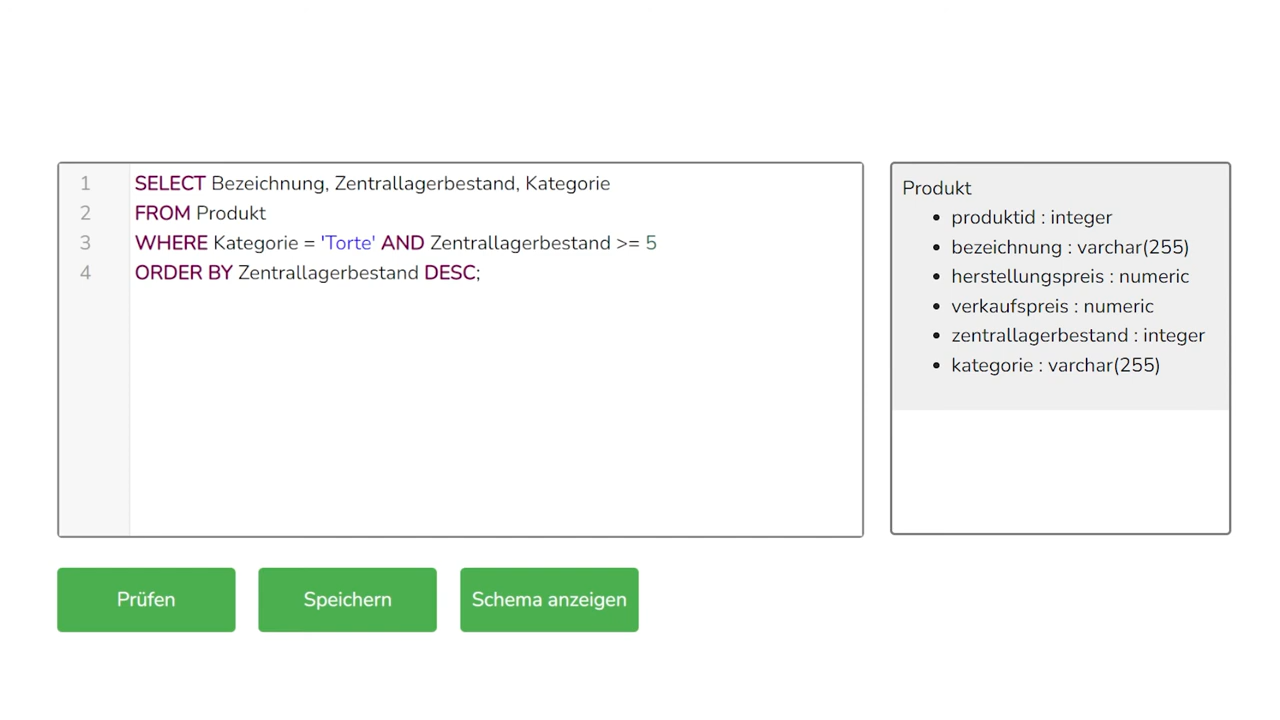 1 SELECT Bezeichnung, Zentrallagerbestand, Kategorie
2 FROM Produkt
3 WHERE Kategorie = 'Torte' AND Zentrallagerbestand >= 5
4 ORDER BY Zentrallagerbestand DESC;
Produkt
• produktid : integer
• bezeichnung : varchar(255)
• herstellungspreis : numeric
• verkaufspreis : numeric
• zentrallagerbestand : integer
• kategorie : varchar(255)
Prüfen
Speichern
Schema anzeigen